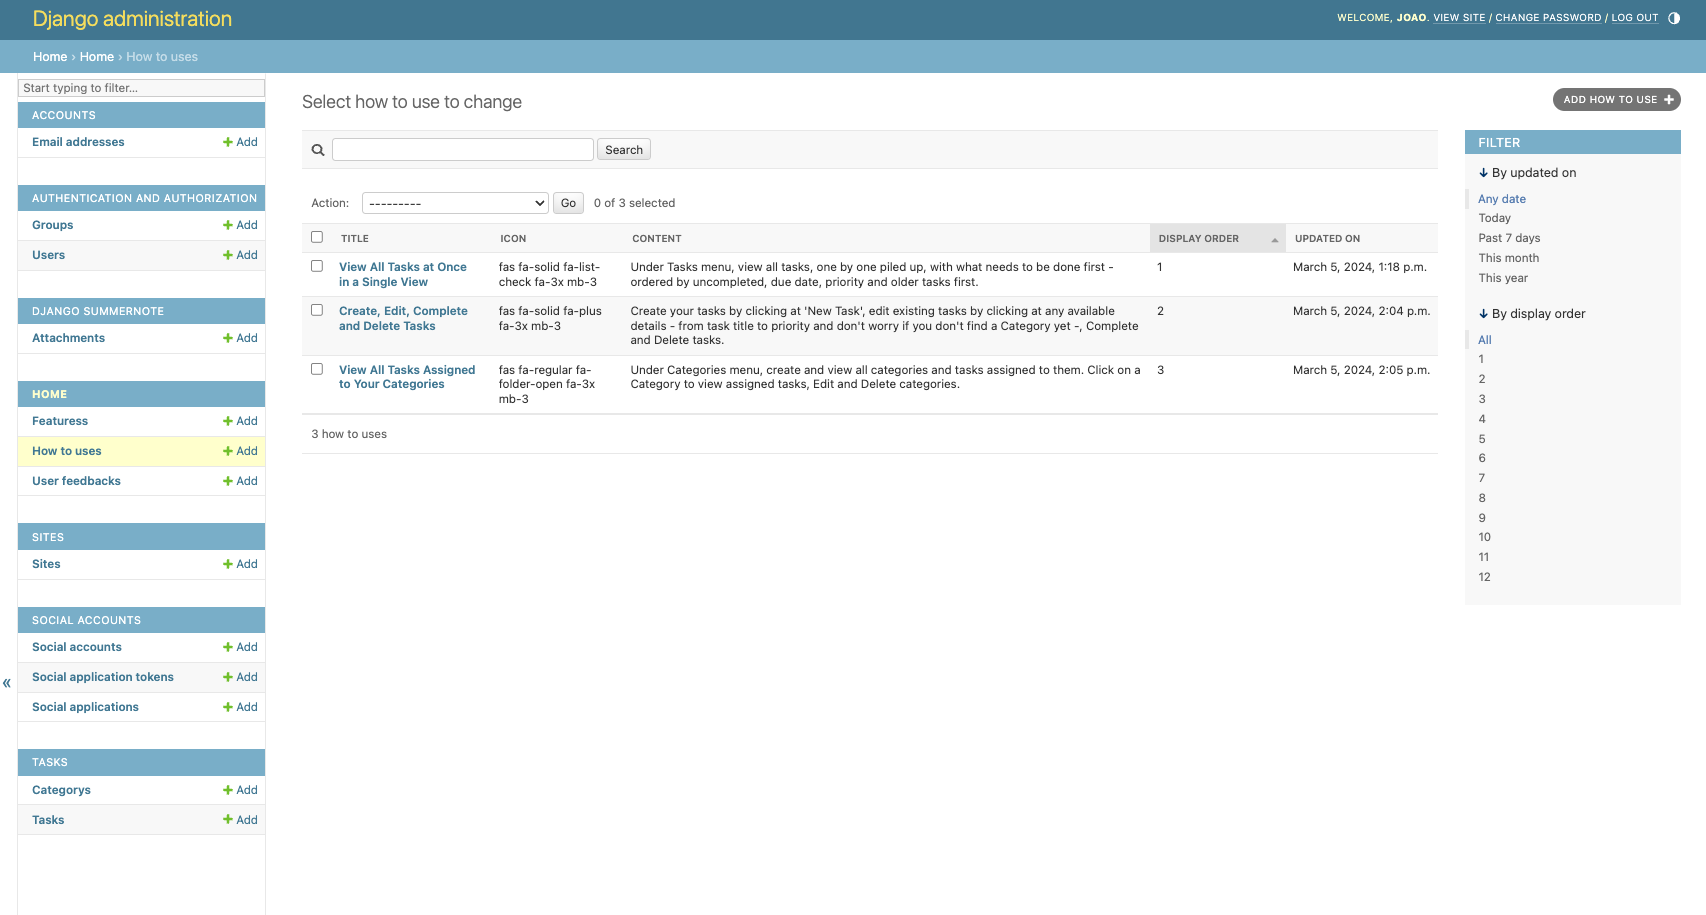 Django administration
WELCOME, JOAO. VIEW SITE / CHANGE PASSWORD / LOG OUT
Home › Home › How to uses
Start typing to filter...
ACCOUNTS
Email addresses Add
AUTHENTICATION AND AUTHORIZATION
Groups Add
Users Add
DJANGO SUMMERNOTE
Attachments Add
HOME
Featuress Add
How to uses Add
User feedbacks Add
SITES
Sites Add
SOCIAL ACCOUNTS
Social accounts Add
Social application tokens Add
Social applications Add
«
TASKS
Categorys Add
Tasks Add
Select how to use to change
ADD HOW TO USE +
Search
Action: --------- Go 0 of 3 selected
TITLE ICON CONTENT DISPLAY ORDER UPDATED ON
View All Tasks at Once fas fa-solid fa-list- Under Tasks menu, view all tasks, one by one piled up, with what needs to be done first - 1 March 5, 2024, 1:18 p.m.
in a Single View check fa-3x mb-3 ordered by uncompleted, due date, priority and older tasks first.
Create, Edit, Complete fas fa-solid fa-plus Create your tasks by clicking at 'New Task', edit existing tasks by clicking at any available 2 March 5, 2024, 2:04 p.m.
and Delete Tasks fa-3x mb-3 details - from task title to priority and don't worry if you don't find a Category yet -, Complete
and Delete tasks.
View All Tasks Assigned fas fa-regular fa- Under Categories menu, create and view all categories and tasks assigned to them. Click on a 3 March 5, 2024, 2:05 p.m.
to Your Categories folder-open fa-3x Category to view assigned tasks, Edit and Delete categories.
mb-3
3 how to uses
FILTER
↓ By updated on
Any date
Today
Past 7 days
This month
This year
↓ By display order
All
1
2
3
4
5
6
7
8
9
10
11
12